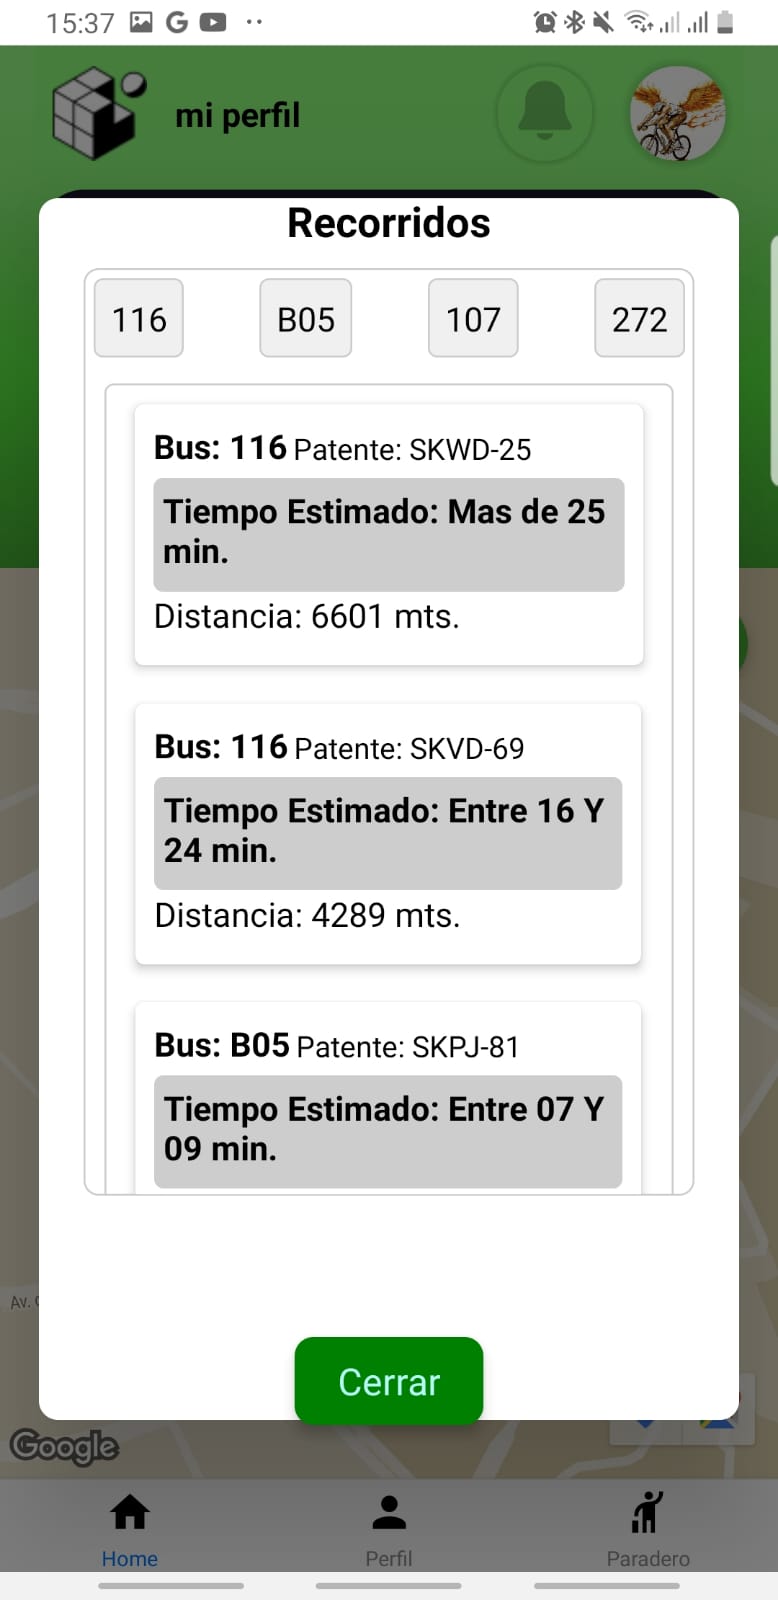 15:37
mi perfil
Recorridos
116 B05 107 272
Bus: 116 Patente: SKWD-25
Tiempo Estimado: Mas de 25
min.
Distancia: 6601 mts.
Bus: 116 Patente: SKVD-69
Tiempo Estimado: Entre 16 Y
24 min.
Distancia: 4289 mts.
Bus: B05 Patente: SKPJ-81
Tiempo Estimado: Entre 07 Y
09 min.
Av.
Cerrar
Google
Home Perfil Paradero